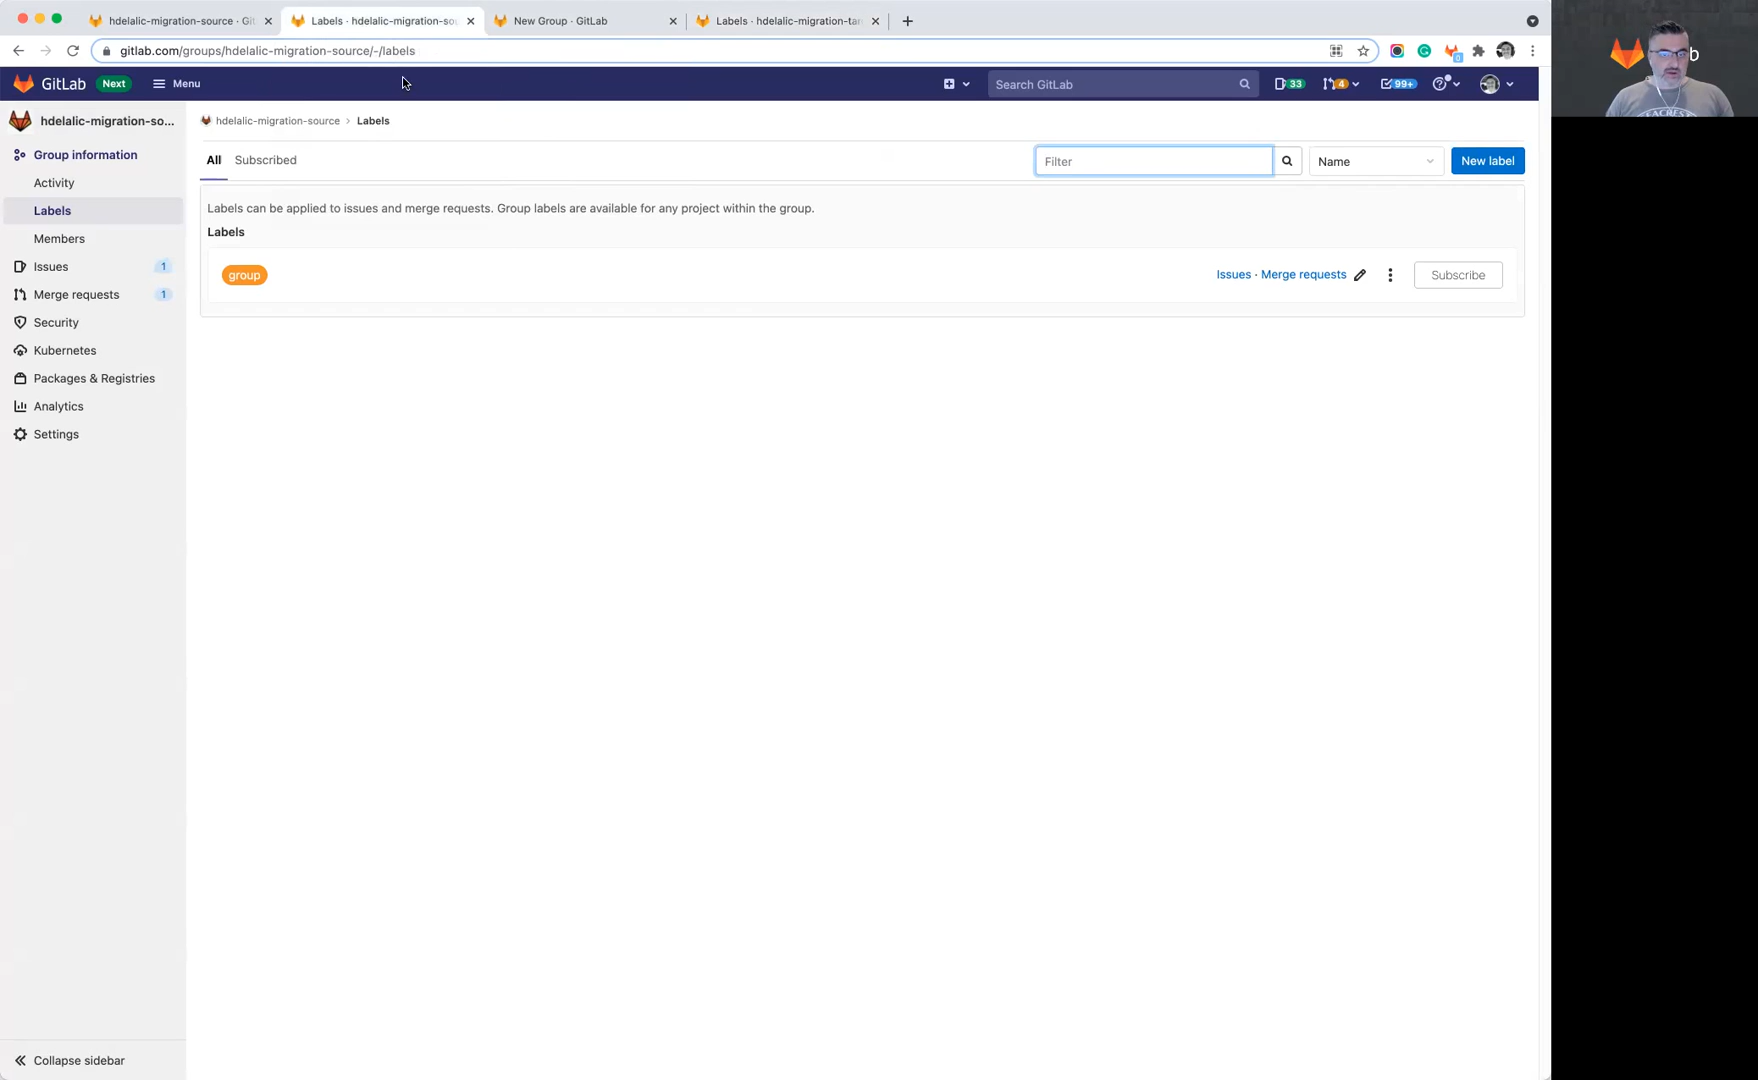 hdelalic-migration-source · Git
Labels · hdelalic-migration-sou
New Group · GitLab
Labels · hdelalic-migration-tar
gitlab.com/groups/hdelalic-migration-source/-/labels
GitLab Next Menu
Search GitLab
33
4
99+
hdelalic-migration-so...
hdelalic-migration-source › Labels
Group information
Activity
Labels
Members
Issues 1
Merge requests 1
Security
Kubernetes
Packages & Registries
Analytics
Settings
Collapse sidebar
All Subscribed
Filter
Name
New label
Labels can be applied to issues and merge requests. Group labels are available for any project within the group.
Labels
group
Issues · Merge requests
Subscribe